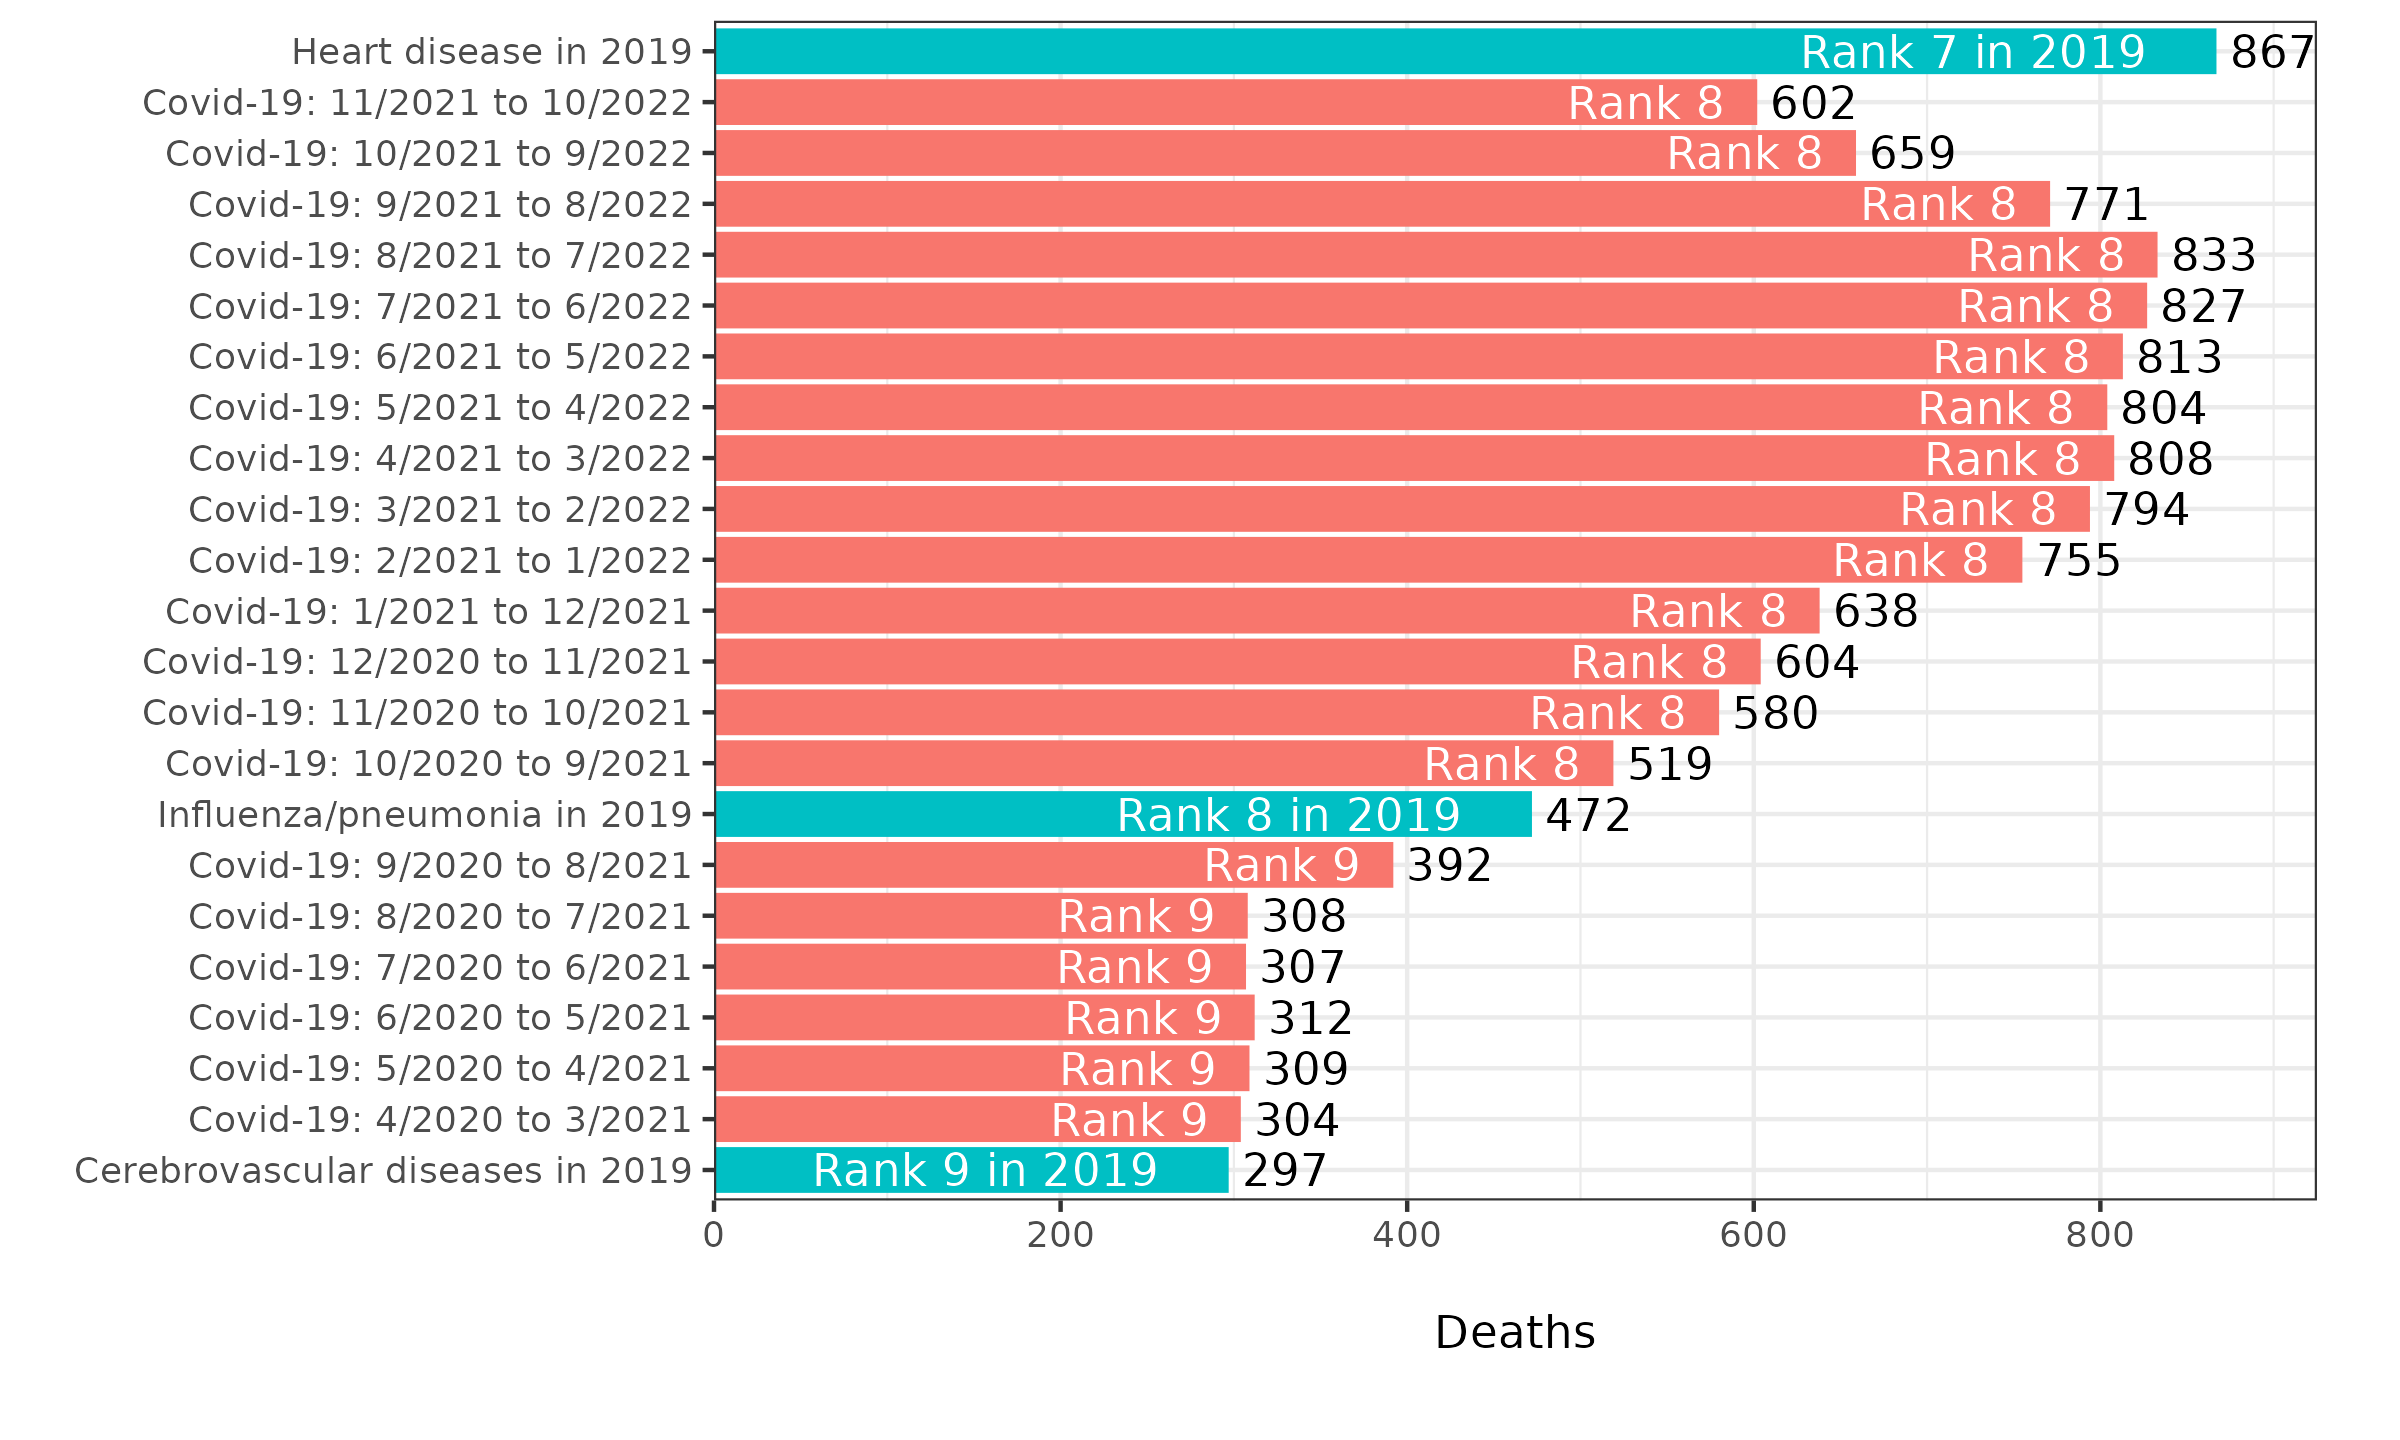 Heart disease in 2019 Rank 7 in 2019 867
Covid-19: 11/2021 to 10/2022 Rank 8 602
Covid-19: 10/2021 to 9/2022 Rank 8 659
Covid-19: 9/2021 to 8/2022 Rank 8 771
Covid-19: 8/2021 to 7/2022 Rank 8 833
Covid-19: 7/2021 to 6/2022 Rank 8 827
Covid-19: 6/2021 to 5/2022 Rank 8 813
Covid-19: 5/2021 to 4/2022 Rank 8 804
Covid-19: 4/2021 to 3/2022 Rank 8 808
Covid-19: 3/2021 to 2/2022 Rank 8 794
Covid-19: 2/2021 to 1/2022 Rank 8 755
Covid-19: 1/2021 to 12/2021 Rank 8 638
Covid-19: 12/2020 to 11/2021 Rank 8 604
Covid-19: 11/2020 to 10/2021 Rank 8 580
Covid-19: 10/2020 to 9/2021 Rank 8 519
Influenza/pneumonia in 2019 Rank 8 in 2019 472
Covid-19: 9/2020 to 8/2021 Rank 9 392
Covid-19: 8/2020 to 7/2021 Rank 9 308
Covid-19: 7/2020 to 6/2021 Rank 9 307
Covid-19: 6/2020 to 5/2021 Rank 9 312
Covid-19: 5/2020 to 4/2021 Rank 9 309
Covid-19: 4/2020 to 3/2021 Rank 9 304
Cerebrovascular diseases in 2019 Rank 9 in 2019 297
0 200 400 600 800
Deaths